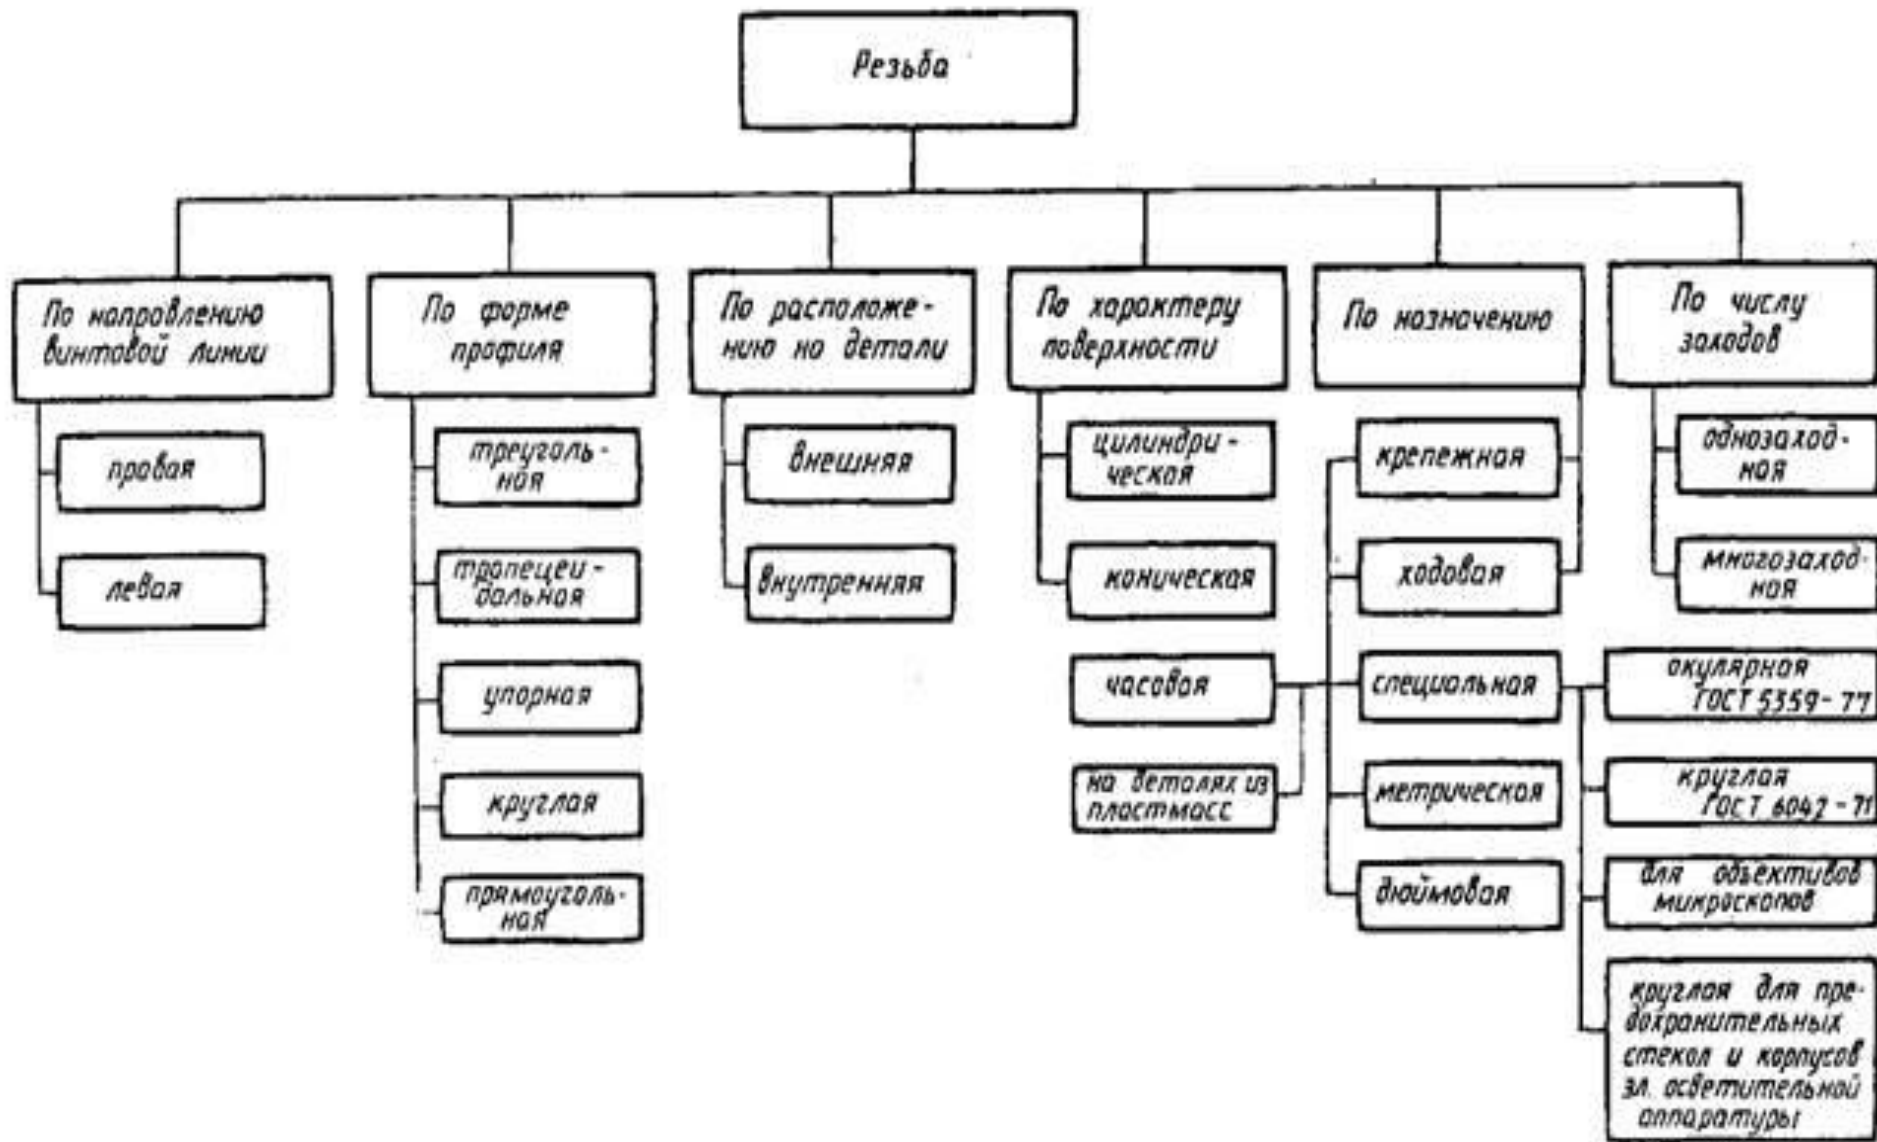 Резьба
По направлению
винтовой линии
По форме
профиля
По расположе-
нию на детали
По характеру
поверхности
По назначению
По числу
заходов
правая
левая
треуголь-
ная
трапецеи-
дальная
упорная
круглая
прямоуголь-
ная
внешняя
внутренняя
цилиндри-
ческая
коническая
часовая
на деталях из
пластмасс
крепежная
ходовая
специальная
метрическая
дюймовая
однозаход-
ная
многозаход-
ная
окулярная
ГОСТ 5359-77
круглая
ГОСТ 6042-71
для объективов
микроскопов
круглая для пре-
дохранительных
стекол и корпусов
эл. осветительной
аппаратуры